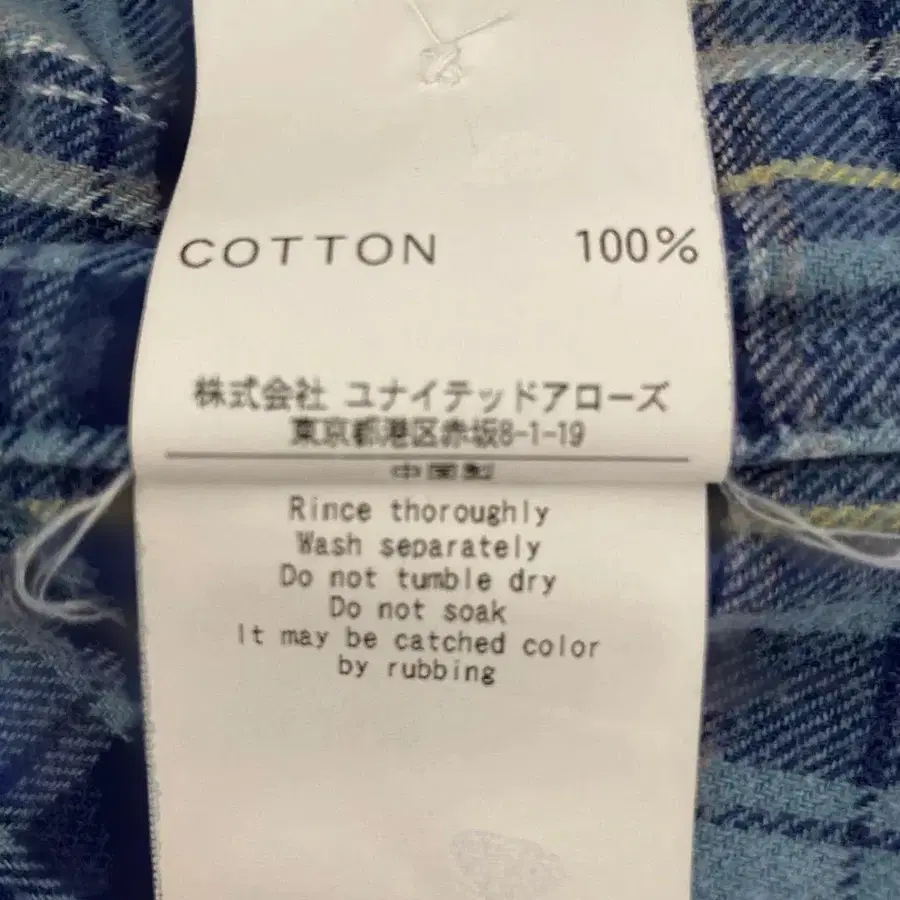 COTTON 100%
株式会社 ユナイテッドアローズ
東京都港区赤坂8-1-19
中国製
Rince thoroughly
Wash separately
Do not tumble dry
Do not soak
It may be catched color
by rubbing